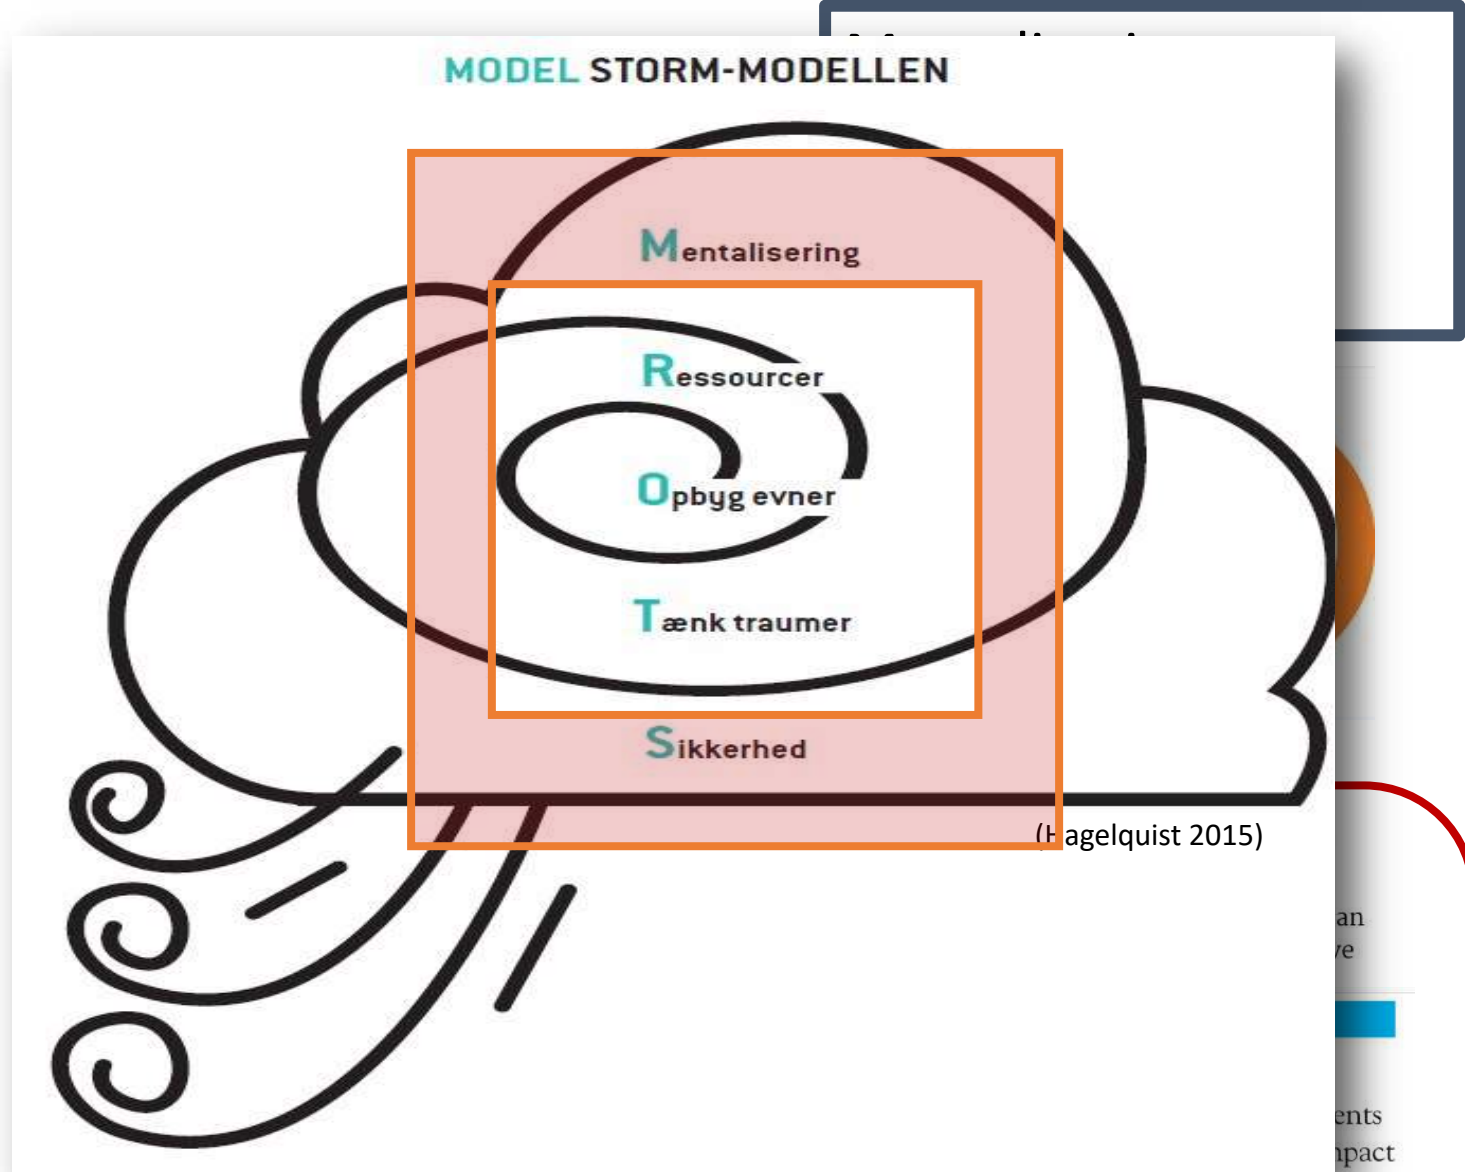 MODEL STORM-MODELLEN
Mentalisering
Ressourcer
Opbyg evner
Tænk traumer
Sikkerhed
(Hagelquist 2015)